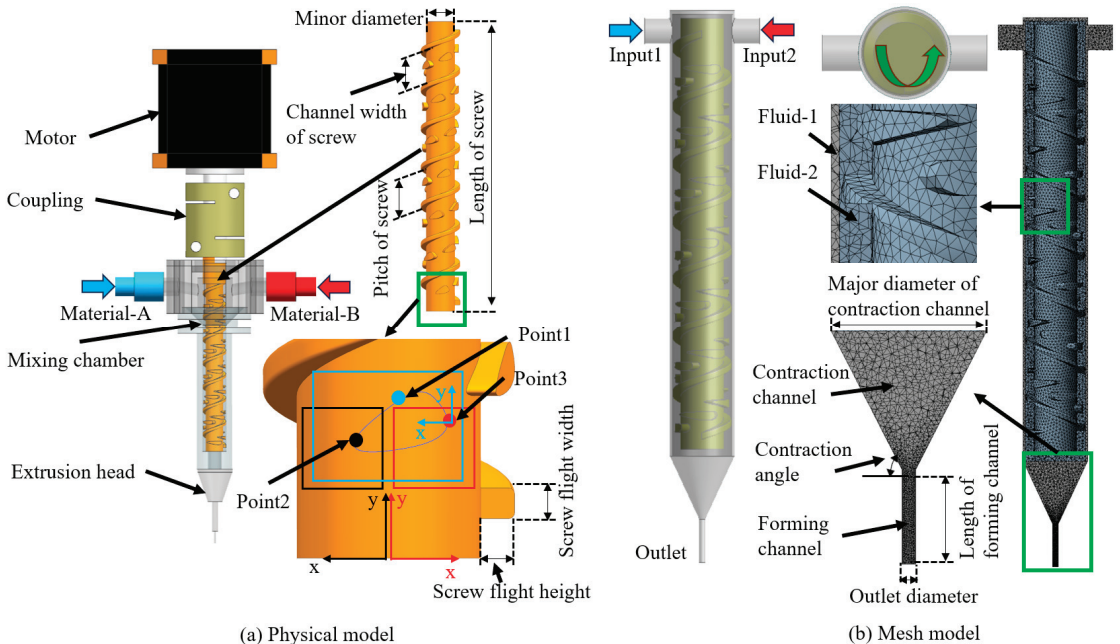 Minor diameter
Channel width
of screw
Motor
Coupling
Pitch of screw
Length of screw
Material-A
Material-B
Mixing chamber
Point1
Point3
Extrusion head
Point2
y
x
y
y
x
x
Screw flight width
Screw flight height
(a) Physical model
Input1
Input2
Fluid-1
Fluid-2
Major diameter of
contraction channel
Contraction
channel
Contraction
angle
Forming
channel
Length of
forming channel
Outlet
Outlet diameter
(b) Mesh model